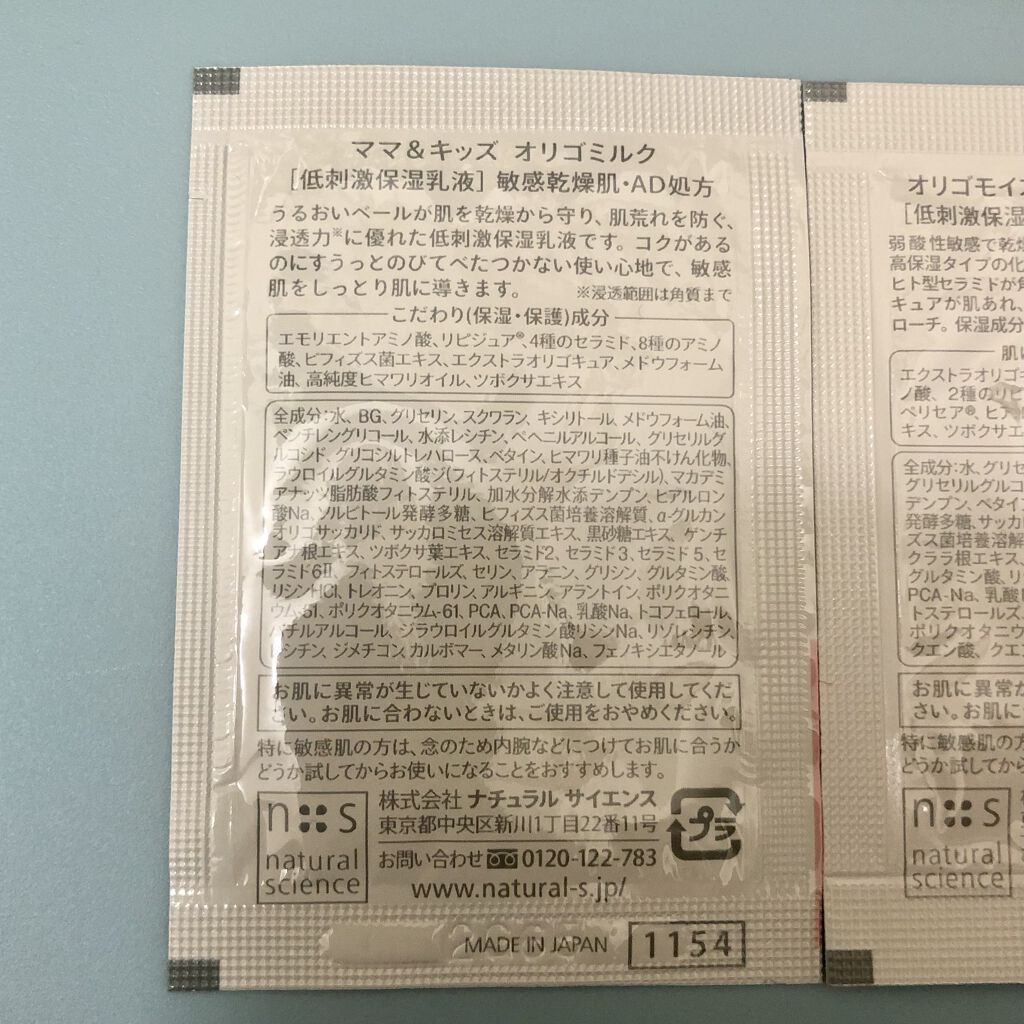 ママ&キッズ オリゴミルク
[低刺激保湿乳液] 敏感乾燥肌・AD処方
うるおいベールが肌を乾燥から守り、肌荒れを防ぐ、
浸透力※に優れた低刺激保湿乳液です。コクがある
のにすうっとのびてべたつかない使い心地で、敏感
肌をしっとり肌に導きます。 ※浸透範囲は角質まで
こだわり(保湿・保護)成分
エモリエントアミノ酸、リピジュア®、4種のセラミド、8種のアミノ
酸、ビフィズス菌エキス、エクストラオリゴキュア、メドウフォーム
油、高純度ヒマワリオイル、ツボクサエキス
全成分:水、BG、グリセリン、スクワラン、キシリトール、メドウフォーム油、
ペンチレングリコール、水添レシチン、ベヘニルアルコール、グリセリルグ
ルコシド、グリコシルトレハロース、ベタイン、ヒマワリ種子油不けん化物、
ラウロイルグルタミン酸ジ(フィトステリル/オクチルドデシル)、マカデミ
アナッツ脂肪酸フィトステリル、加水分解水添デンプン、ヒアルロン
酸Na、ソルビトール発酵多糖、ビフィズス菌培養溶解質、α-グルカン
オリゴサッカリド、サッカロミセス溶解質エキス、黒砂糖エキス、ゲンチ
アナ根エキス、ツボクサ葉エキス、セラミド2、セラミド3、セラミド5、セ
ラミド6II、フィトステロールズ、セリン、アラニン、グリシン、グルタミン酸、
リシンHCl、トレオニン、プロリン、アルギニン、アラントイン、ポリクオタニ
ウム-51、ポリクオタニウム-61、PCA、PCA-Na、乳酸Na、トコフェロール、
バチルアルコール、ジラウロイルグルタミン酸リシンNa、リゾレシチン、
レシチン、ジメチコン、カルボマー、メタリン酸Na、フェノキシエタノール
お肌に異常が生じていないかよく注意して使用してくだ
さい。お肌に合わないときは、ご使用をおやめください。
特に敏感肌の方は、念のため内腕などにつけてお肌に合うか
どうか試してからお使いになることをおすすめします。
n::s
natural
science
株式会社 ナチュラル サイエンス
東京都中央区新川1丁目22番11号
お問い合わせ 0120-122-783
www.natural-s.jp/
プラ
MADE IN JAPAN 1154
オリゴモイス
[低刺激保湿
弱酸性敏感で乾燥
高保湿タイプの化
ヒト型セラミドが角
キュアが肌あれ、
ローチ。保湿成分
肌に
エクストラオリゴキ
ノ酸、2種のリピ
ペリセア®、ヒア
キス、ツボクサエ
全成分:水、グリセ
グリセリルグルコ
デンプン、ベタイン
発酵多糖、サッカ
ズス菌培養溶解
クララ根エキス、
グルタミン酸、リ
PCA-Na、乳酸
トステロールズ、
ポリクオタニウ
クエン酸、クエン
お肌に異常が
さい。お肌に
特に敏感肌の方
どうか試してから
n::s
natural
science